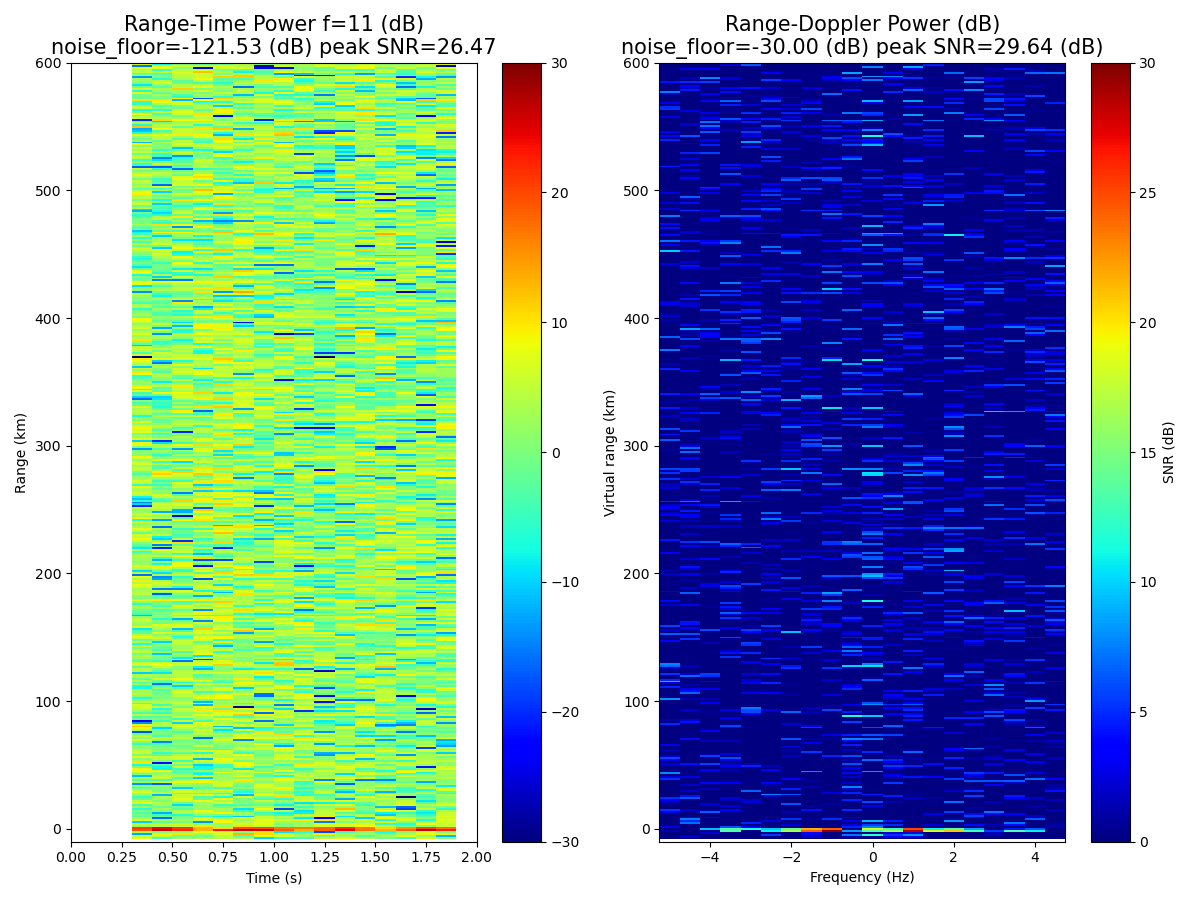 Range-Time Power f=11 (dB)
noise_floor=-121.53 (dB) peak SNR=26.47
600
500
400
300
200
100
0
Range (km)
0.00 0.25 0.50 0.75 1.00 1.25 1.50 1.75 2.00
Time (s)
30
20
10
0
−10
−20
−30
Range-Doppler Power (dB)
noise_floor=-30.00 (dB) peak SNR=29.64 (dB)
600
500
400
300
200
100
0
Virtual range (km)
−4 −2 0 2 4
Frequency (Hz)
30
25
20
15
10
5
0
SNR (dB)